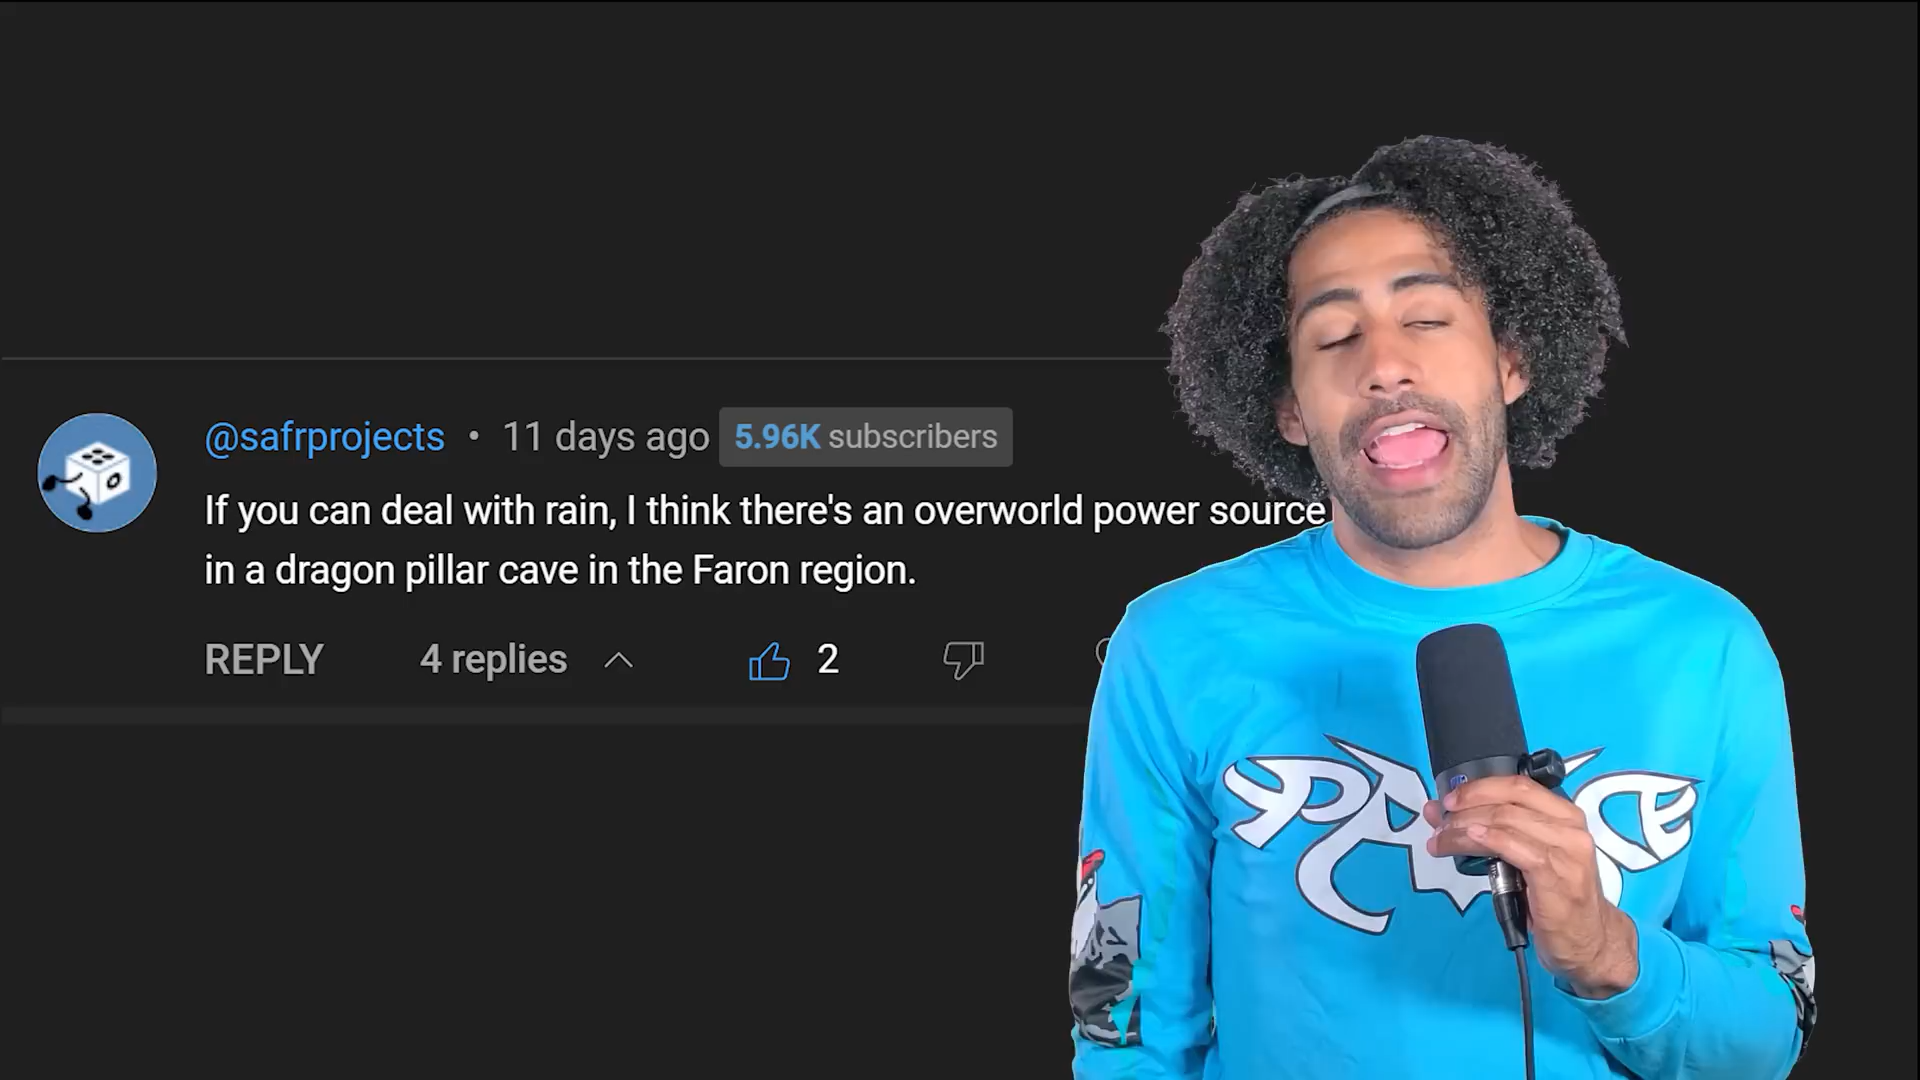 @safrprojects • 11 days ago 5.96K subscribers
If you can deal with rain, I think there's an overworld power source
in a dragon pillar cave in the Faron region.
REPLY 4 replies 2